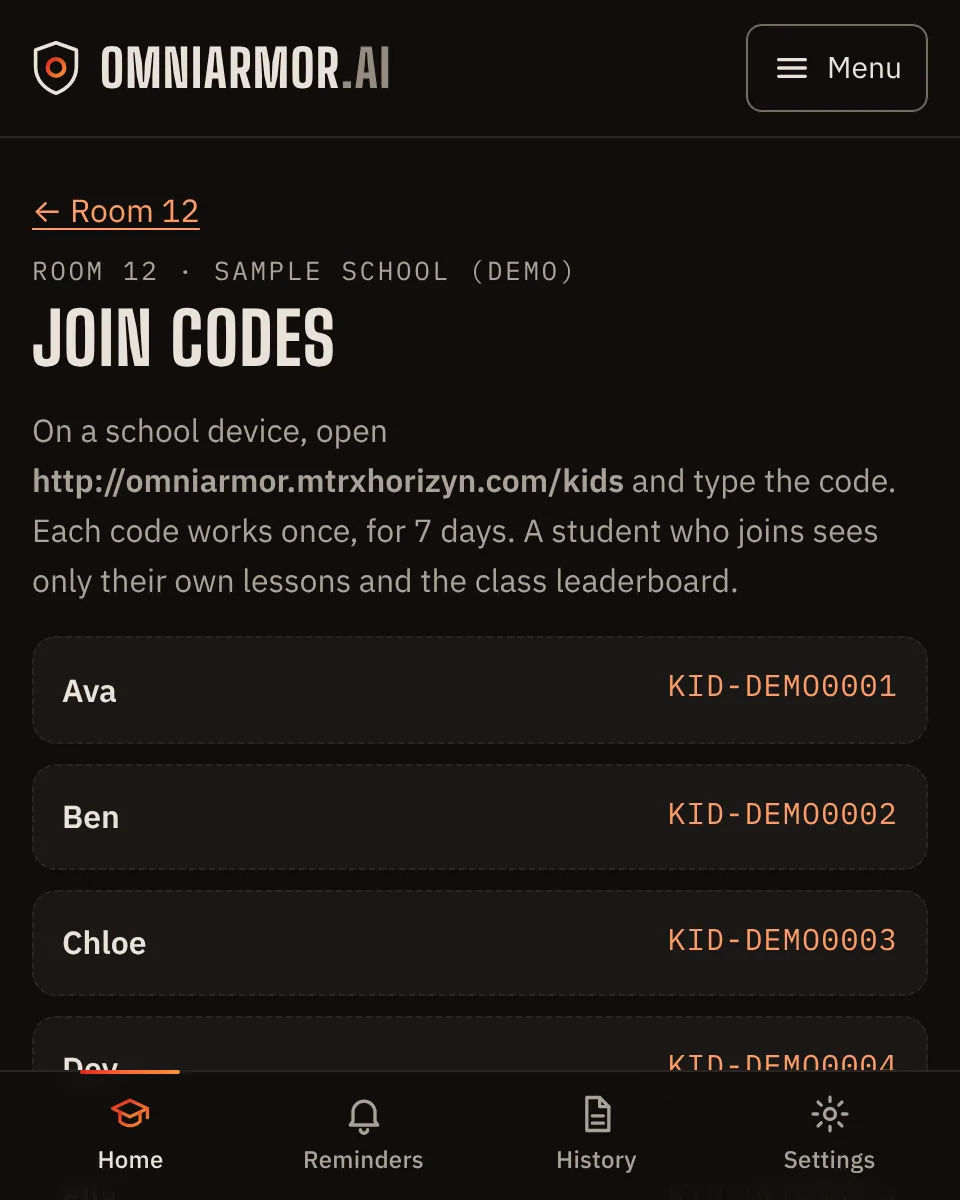 OMNIARMOR.AI
Menu
← Room 12
ROOM 12 · SAMPLE SCHOOL (DEMO)
JOIN CODES
On a school device, open
http://omniarmor.mtrxhorizyn.com/kids and type the code.
Each code works once, for 7 days. A student who joins sees
only their own lessons and the class leaderboard.
Ava KID-DEMO0001
Ben KID-DEMO0002
Chloe KID-DEMO0003
KID-DEMO0004
Home Reminders History Settings